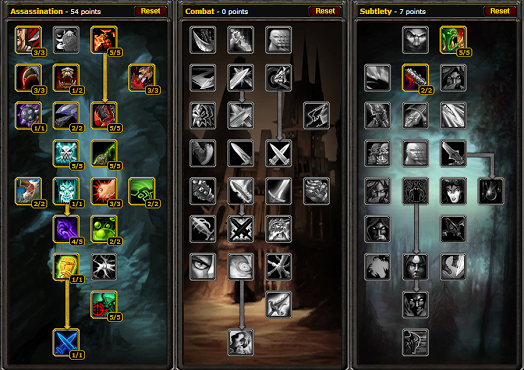 Assassination - 54 points Reset Combat - 0 points Reset Subtlety - 7 points Reset
3/3 5/5 5/5
3/3 1/2 3/3 2/2
1/1 2/2 5/5
5/5 5/5
2/2 1/1 3/3 2/2
4/5 2/2
1/1
5/5
1/1